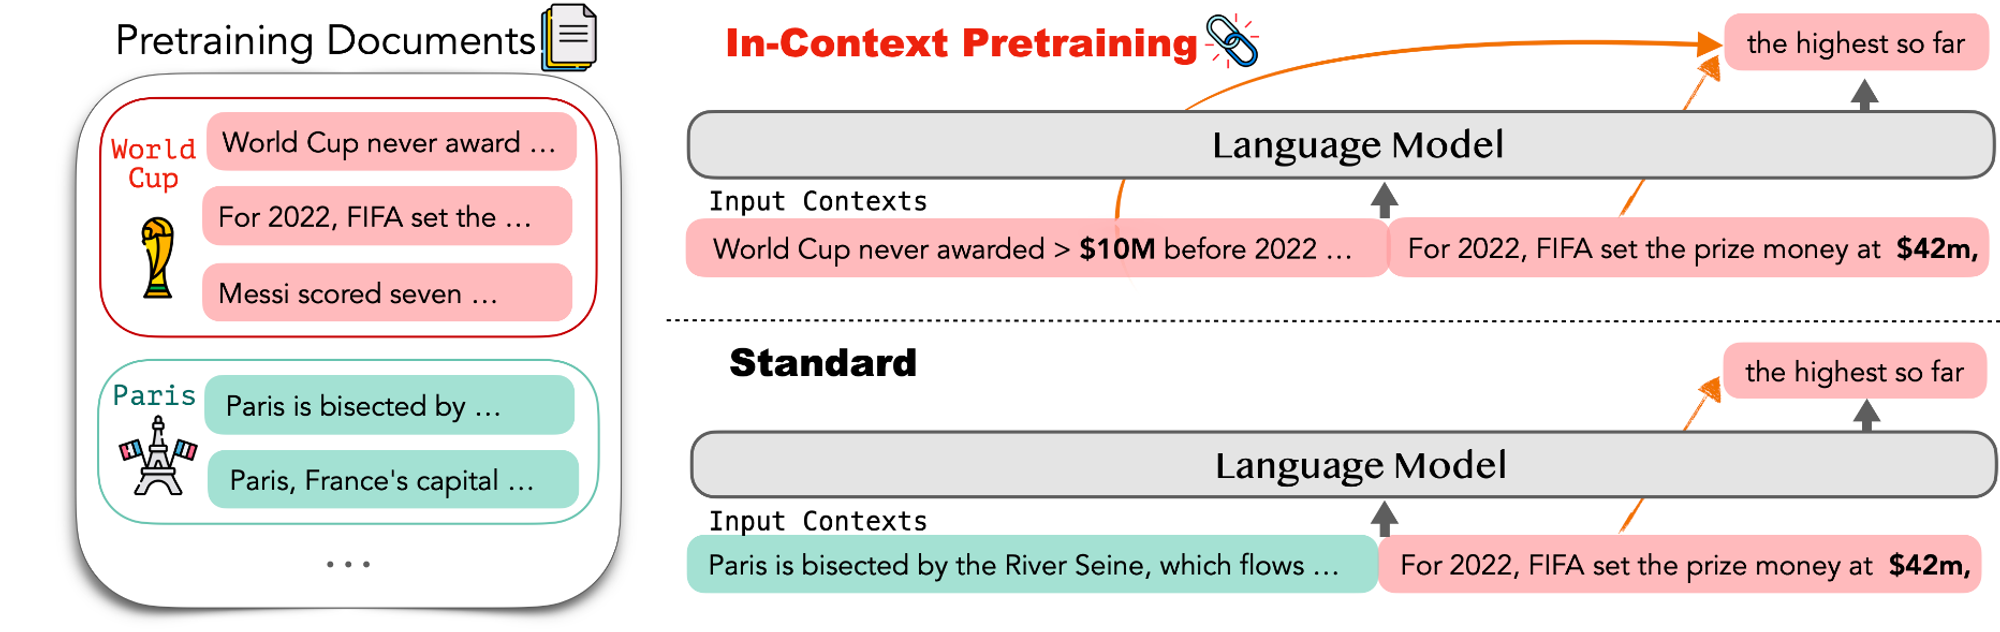 Pretraining Documents
World
Cup
World Cup never award ...
For 2022, FIFA set the ...
Messi scored seven ...
Paris
Paris is bisected by ...
Paris, France's capital ...
...
In-Context Pretraining
the highest so far
Language Model
Input Contexts
World Cup never awarded > $10M before 2022 ...
For 2022, FIFA set the prize money at $42m,
Standard
the highest so far
Language Model
Input Contexts
Paris is bisected by the River Seine, which flows ...
For 2022, FIFA set the prize money at $42m,